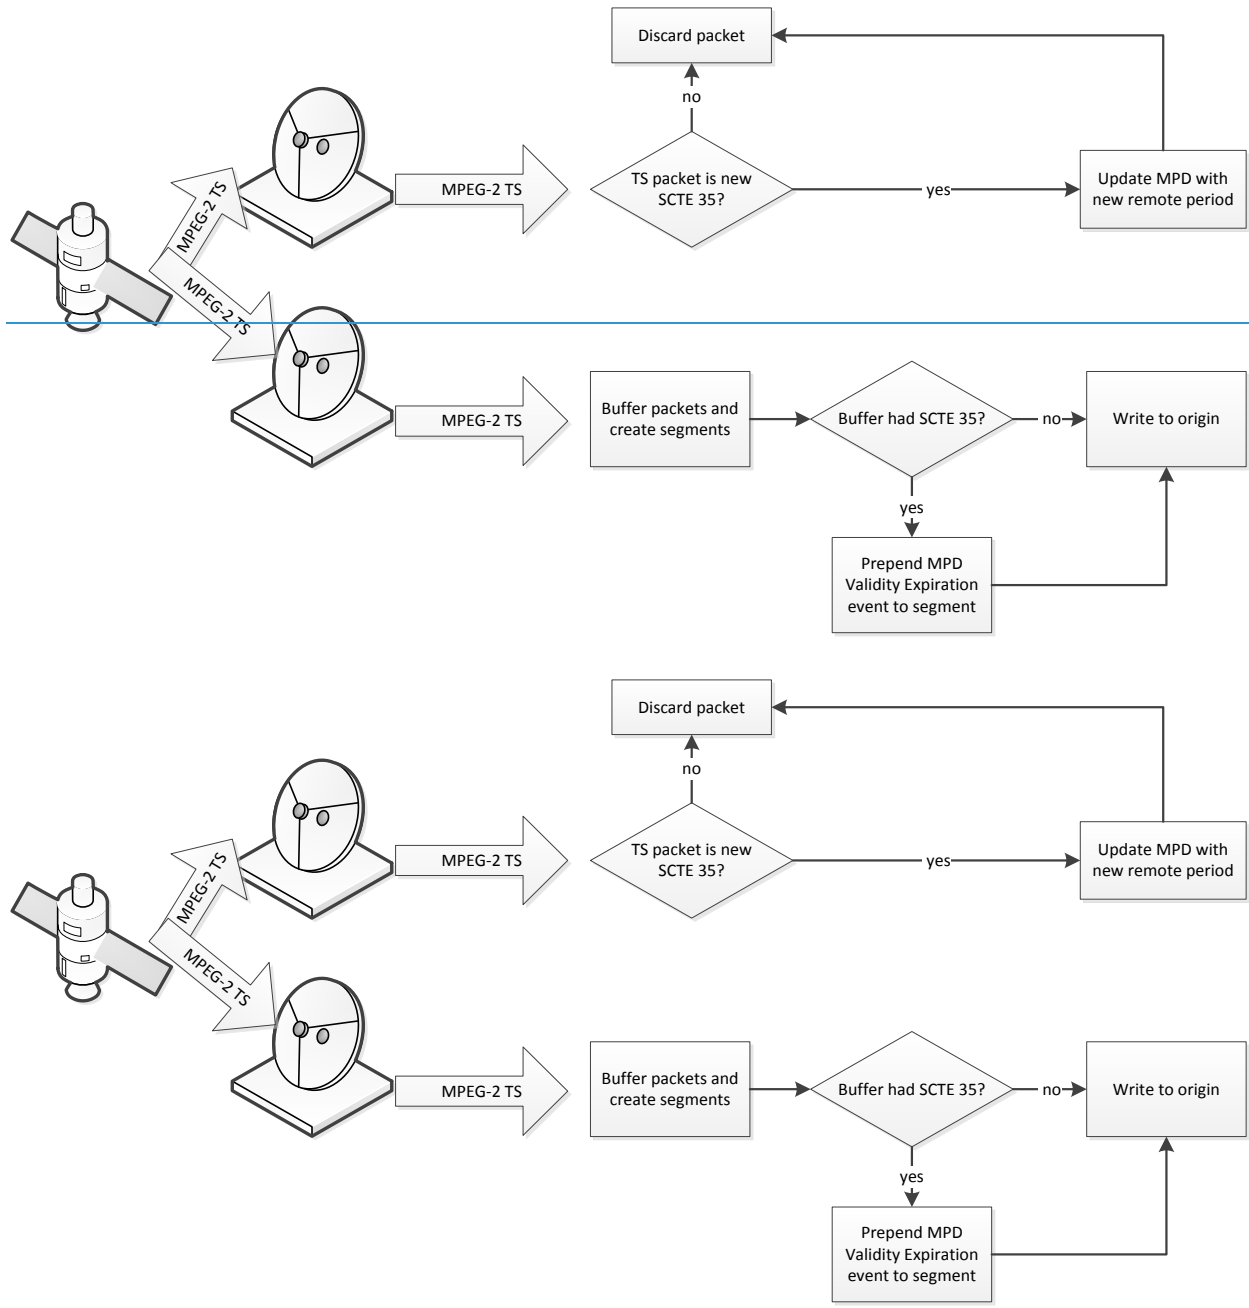 Discard packet
no
MPEG-2 TS
MPEG-2 TS
TS packet is new
SCTE 35?
yes
Update MPD with
new remote period
MPEG-2 TS
MPEG-2 TS
Buffer packets and
create segments
Buffer had SCTE 35?
no
Write to origin
yes
Prepend MPD
Validity Expiration
event to segment
Discard packet
no
MPEG-2 TS
MPEG-2 TS
TS packet is new
SCTE 35?
yes
Update MPD with
new remote period
MPEG-2 TS
MPEG-2 TS
Buffer packets and
create segments
Buffer had SCTE 35?
no
Write to origin
yes
Prepend MPD
Validity Expiration
event to segment